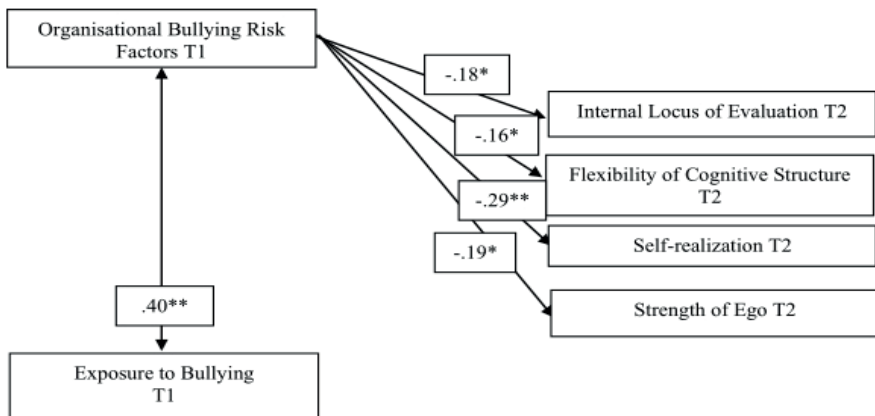 Organisational Bullying Risk
Factors T1
-.18*
Internal Locus of Evaluation T2
-.16*
Flexibility of Cognitive Structure
T2
-.29**
Self-realization T2
-.19*
.40**
Strength of Ego T2
Exposure to Bullying
T1